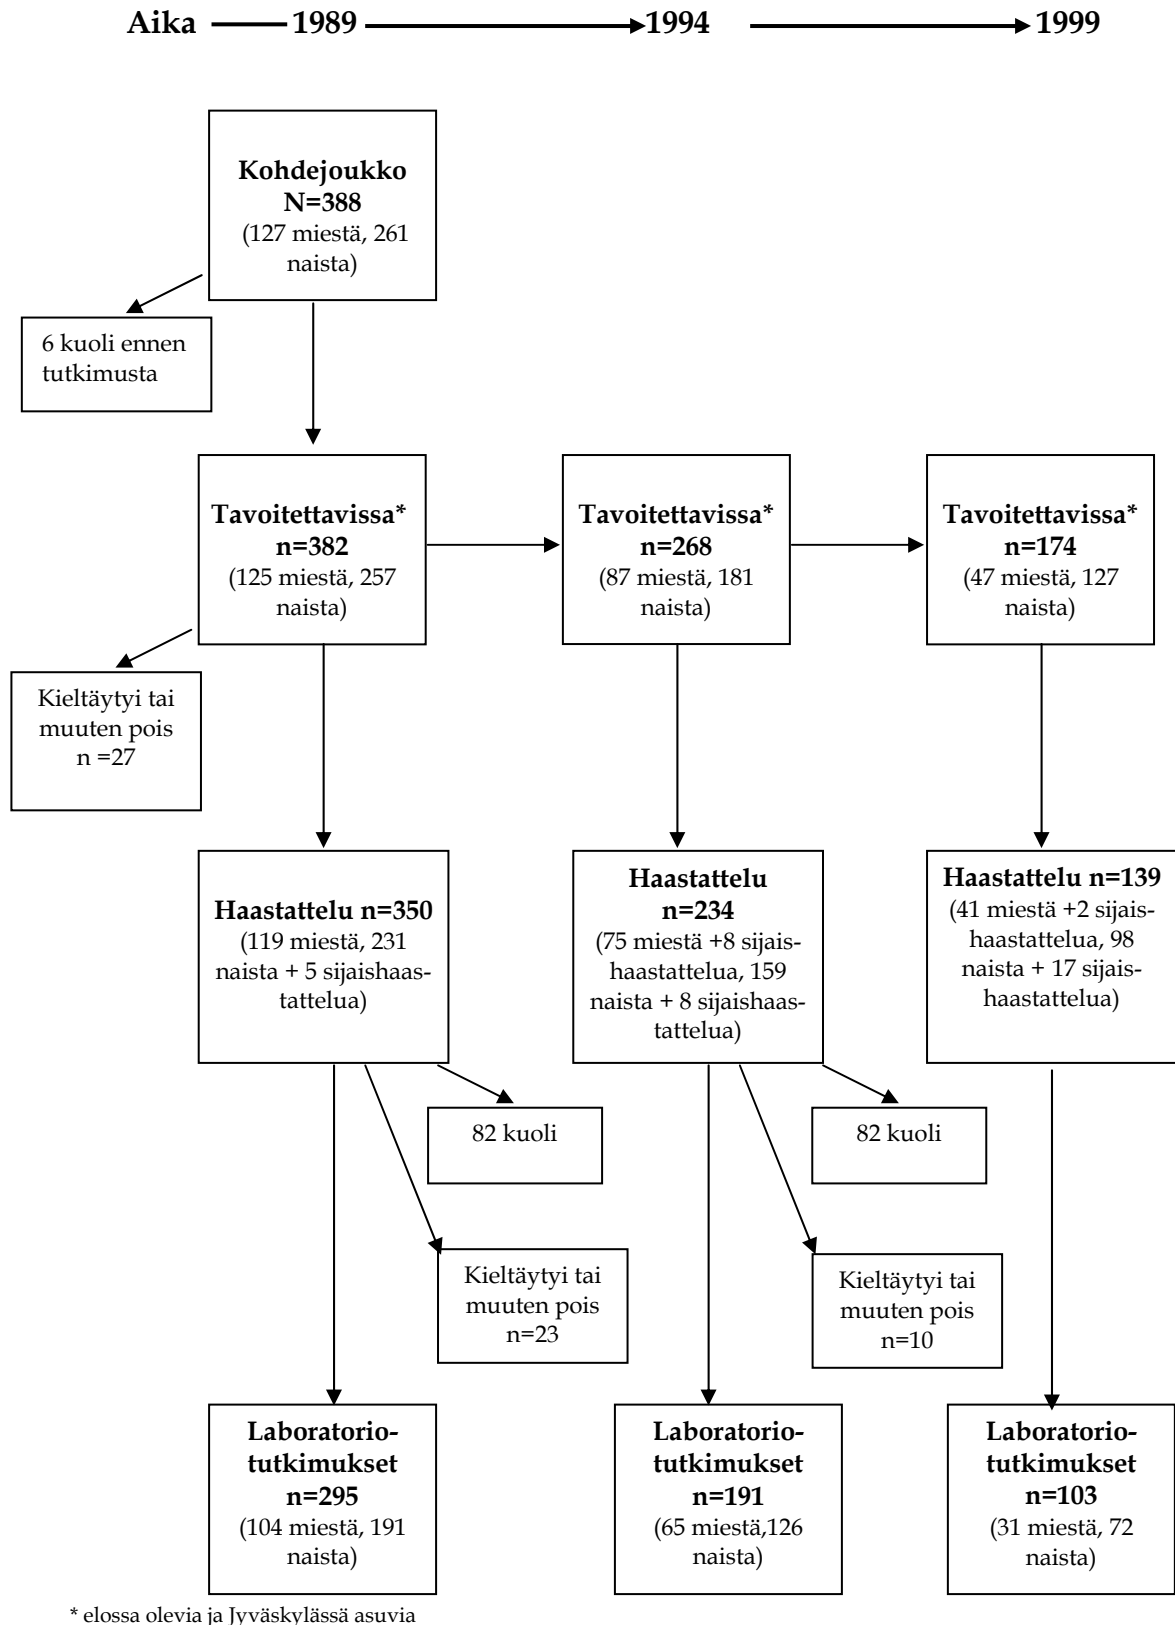 Aika 1989 1994 1999
Kohdejoukko
N=388
(127 miestä, 261
naista)
6 kuoli ennen
tutkimusta
Tavoitettavissa*
n=382
(125 miestä, 257
naista)
Tavoitettavissa*
n=268
(87 miestä, 181
naista)
Tavoitettavissa*
n=174
(47 miestä, 127
naista)
Kieltäytyi tai
muuten pois
n =27
Haastattelu n=350
(119 miestä, 231
naista + 5 sijaishaas-
tattelua)
Haastattelu
n=234
(75 miestä +8 sijais-
haastattelua, 159
naista + 8 sijaishaas-
tattelua)
Haastattelu n=139
(41 miestä +2 sijais-
haastattelua, 98
naista + 17 sijais-
haastattelua)
82 kuoli
82 kuoli
Kieltäytyi tai
muuten pois
n=23
Kieltäytyi tai
muuten pois
n=10
Laboratorio-
tutkimukset
n=295
(104 miestä, 191
naista)
Laboratorio-
tutkimukset
n=191
(65 miestä,126
naista)
Laboratorio-
tutkimukset
n=103
(31 miestä, 72
naista)
* elossa olevia ja Jyväskylässä asuvia